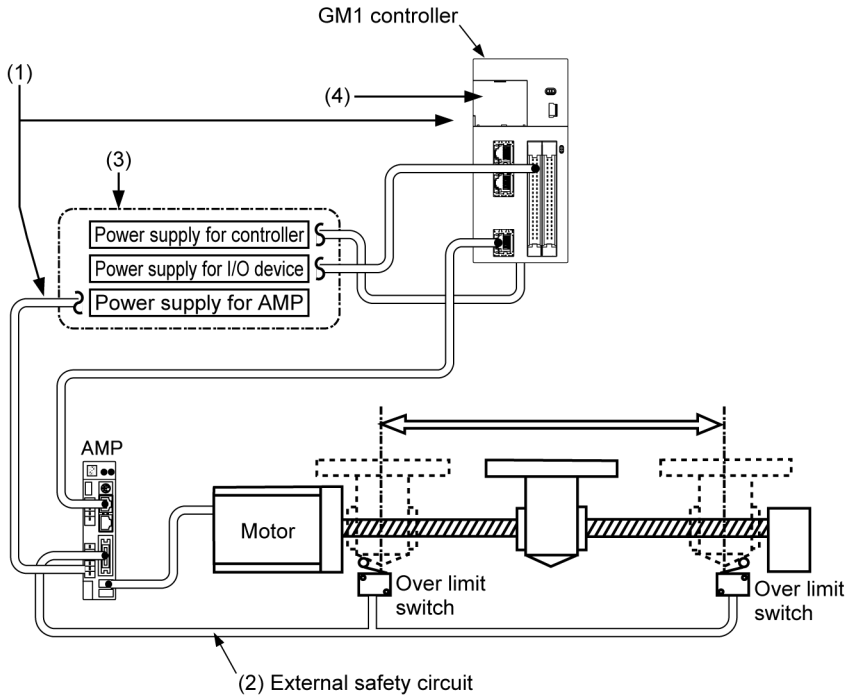 GM1 controller
(1)
(4)
(3)
Power supply for controller
Power supply for I/O device
Power supply for AMP
AMP
Motor
Over limit
switch
Over limit
switch
(2) External safety circuit